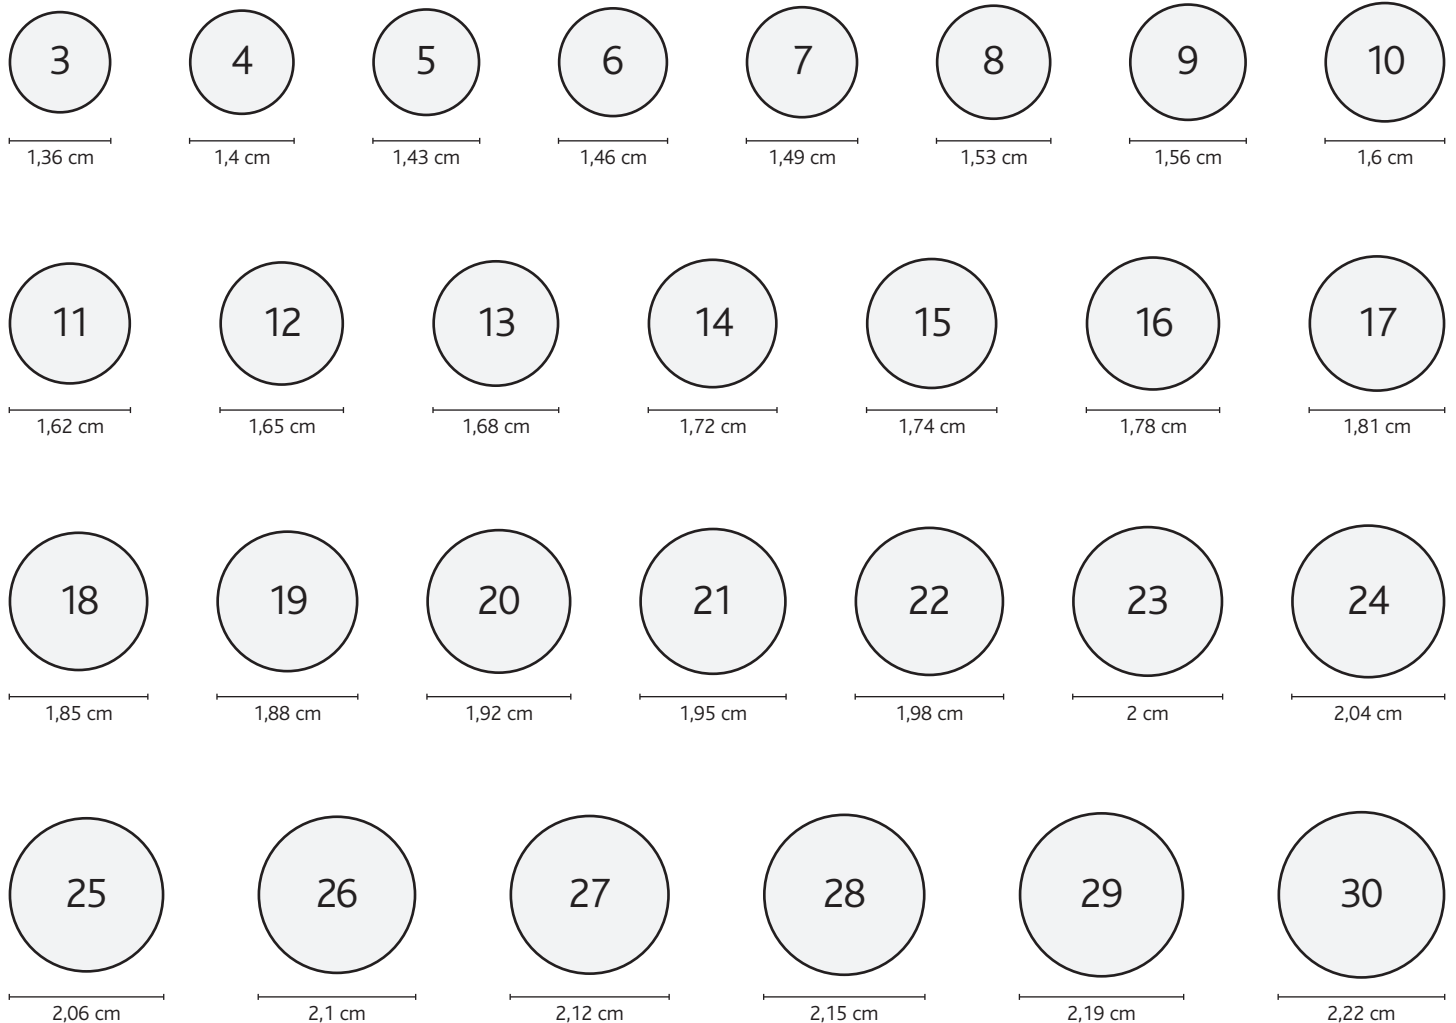 3 4 5 6 7 8 9 10
1,36 cm 1,4 cm 1,43 cm 1,46 cm 1,49 cm 1,53 cm 1,56 cm 1,6 cm
11 12 13 14 15 16 17
1,62 cm 1,65 cm 1,68 cm 1,72 cm 1,74 cm 1,78 cm 1,81 cm
18 19 20 21 22 23 24
1,85 cm 1,88 cm 1,92 cm 1,95 cm 1,98 cm 2 cm 2,04 cm
25 26 27 28 29 30
2,06 cm 2,1 cm 2,12 cm 2,15 cm 2,19 cm 2,22 cm